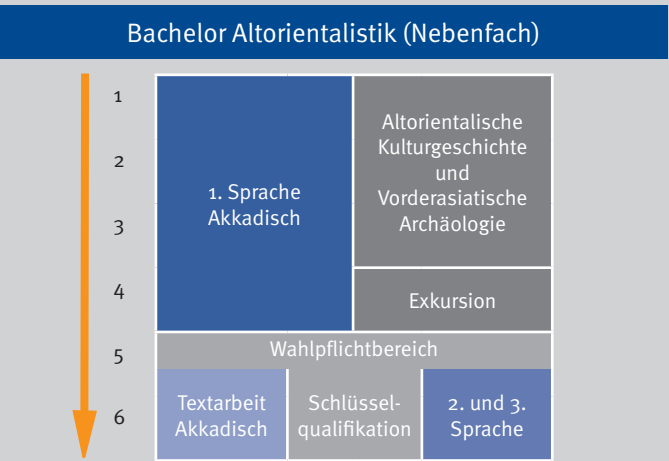 Bachelor Altorientalistik (Nebenfach)
1
2
3
4
5
6
1. Sprache
Akkadisch
Altorientalische
Kulturgeschichte
und
Vorderasiatische
Archäologie
Exkursion
Wahlpflichtbereich
Textarbeit
Akkadisch
Schlüssel-
qualifikation
2. und 3.
Sprache